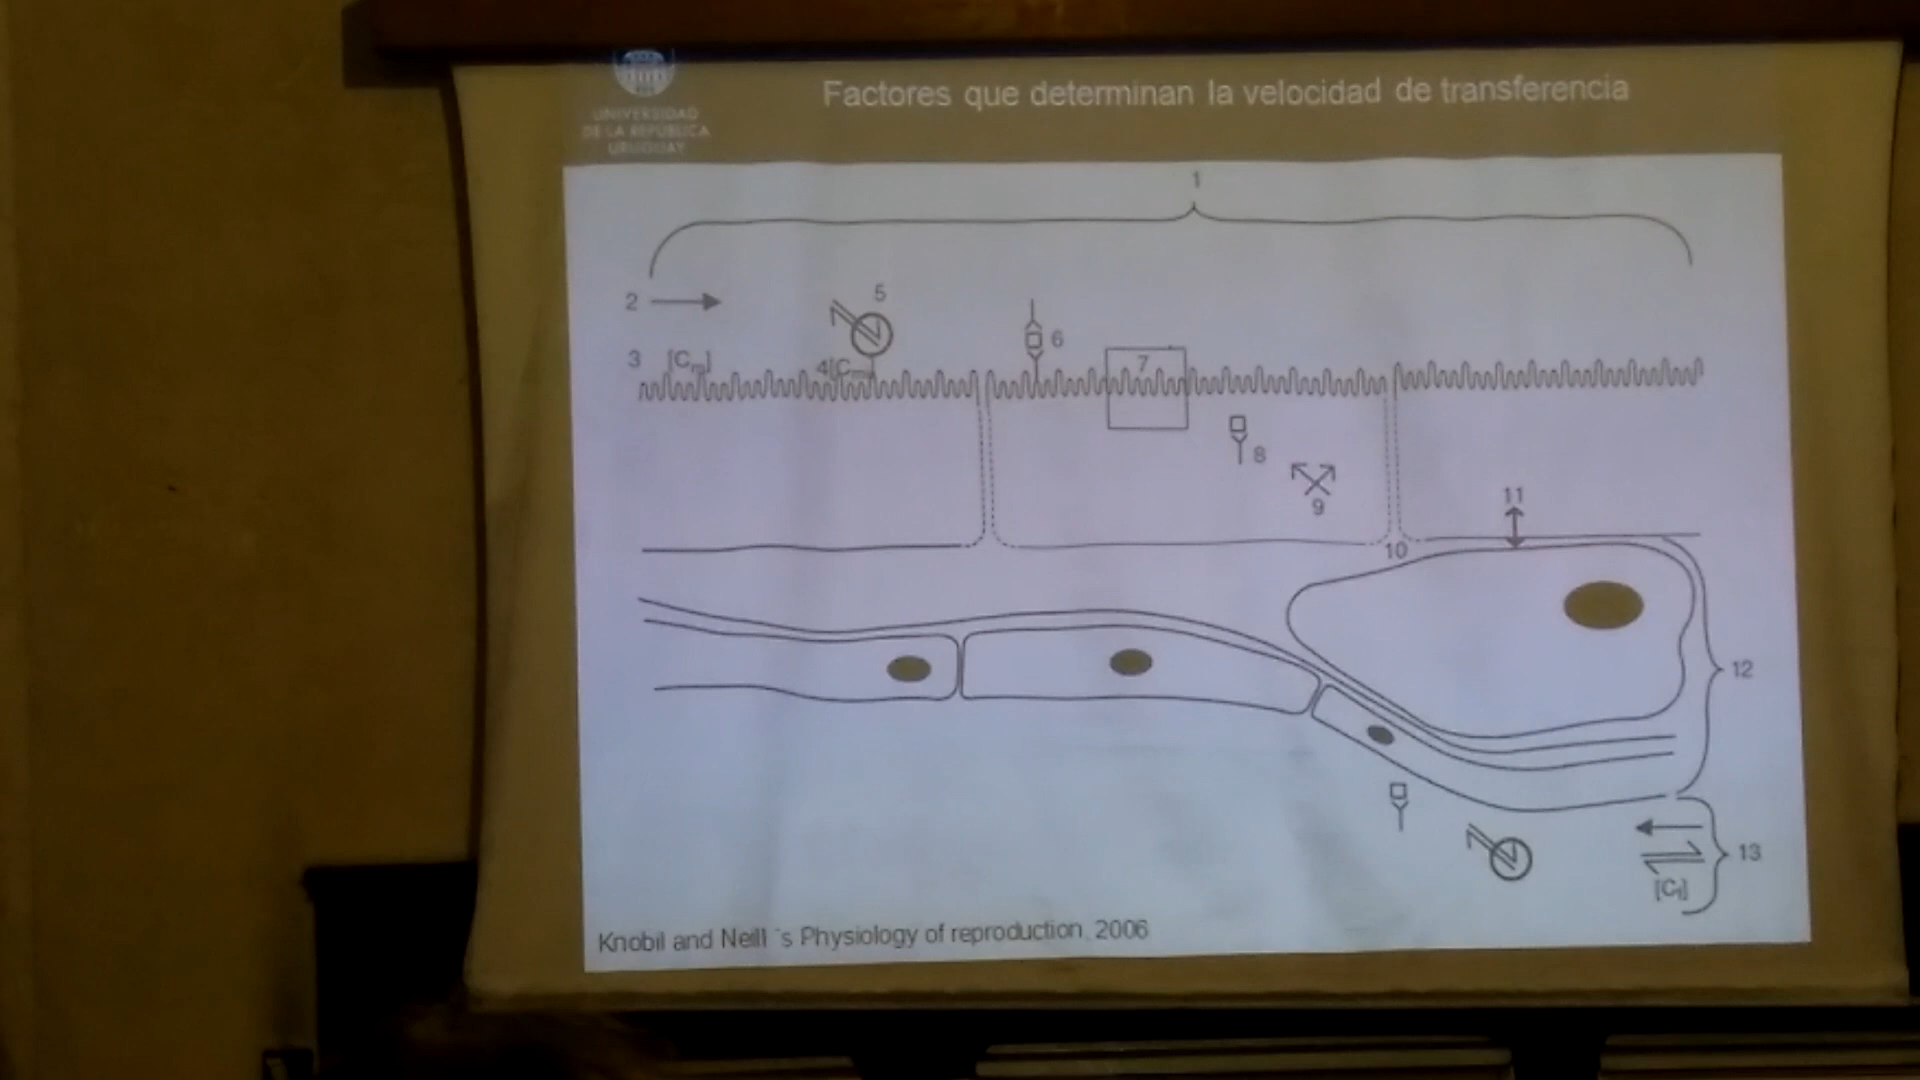 UNIVERSIDAD
DE LA REPÚBLICA
URUGUAY
Factores que determinan la velocidad de transferencia
1
2
5
3 [Cm]
4[Cm
6
7
8
9
11
10
12
13
[Cf]
Knobil and Neill ´s Physiology of reproduction. 2006